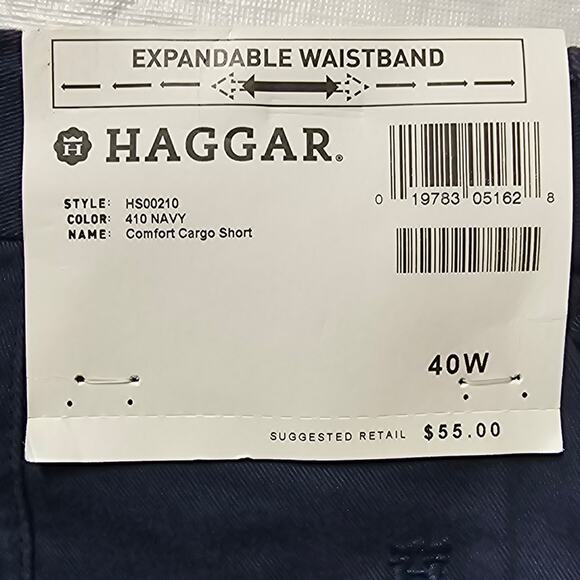 EXPANDABLE WAISTBAND
H HAGGAR®
STYLE: HS00210
COLOR: 410 NAVY
NAME: Comfort Cargo Short
0 19783 05162 8
40W
SUGGESTED RETAIL $55.00